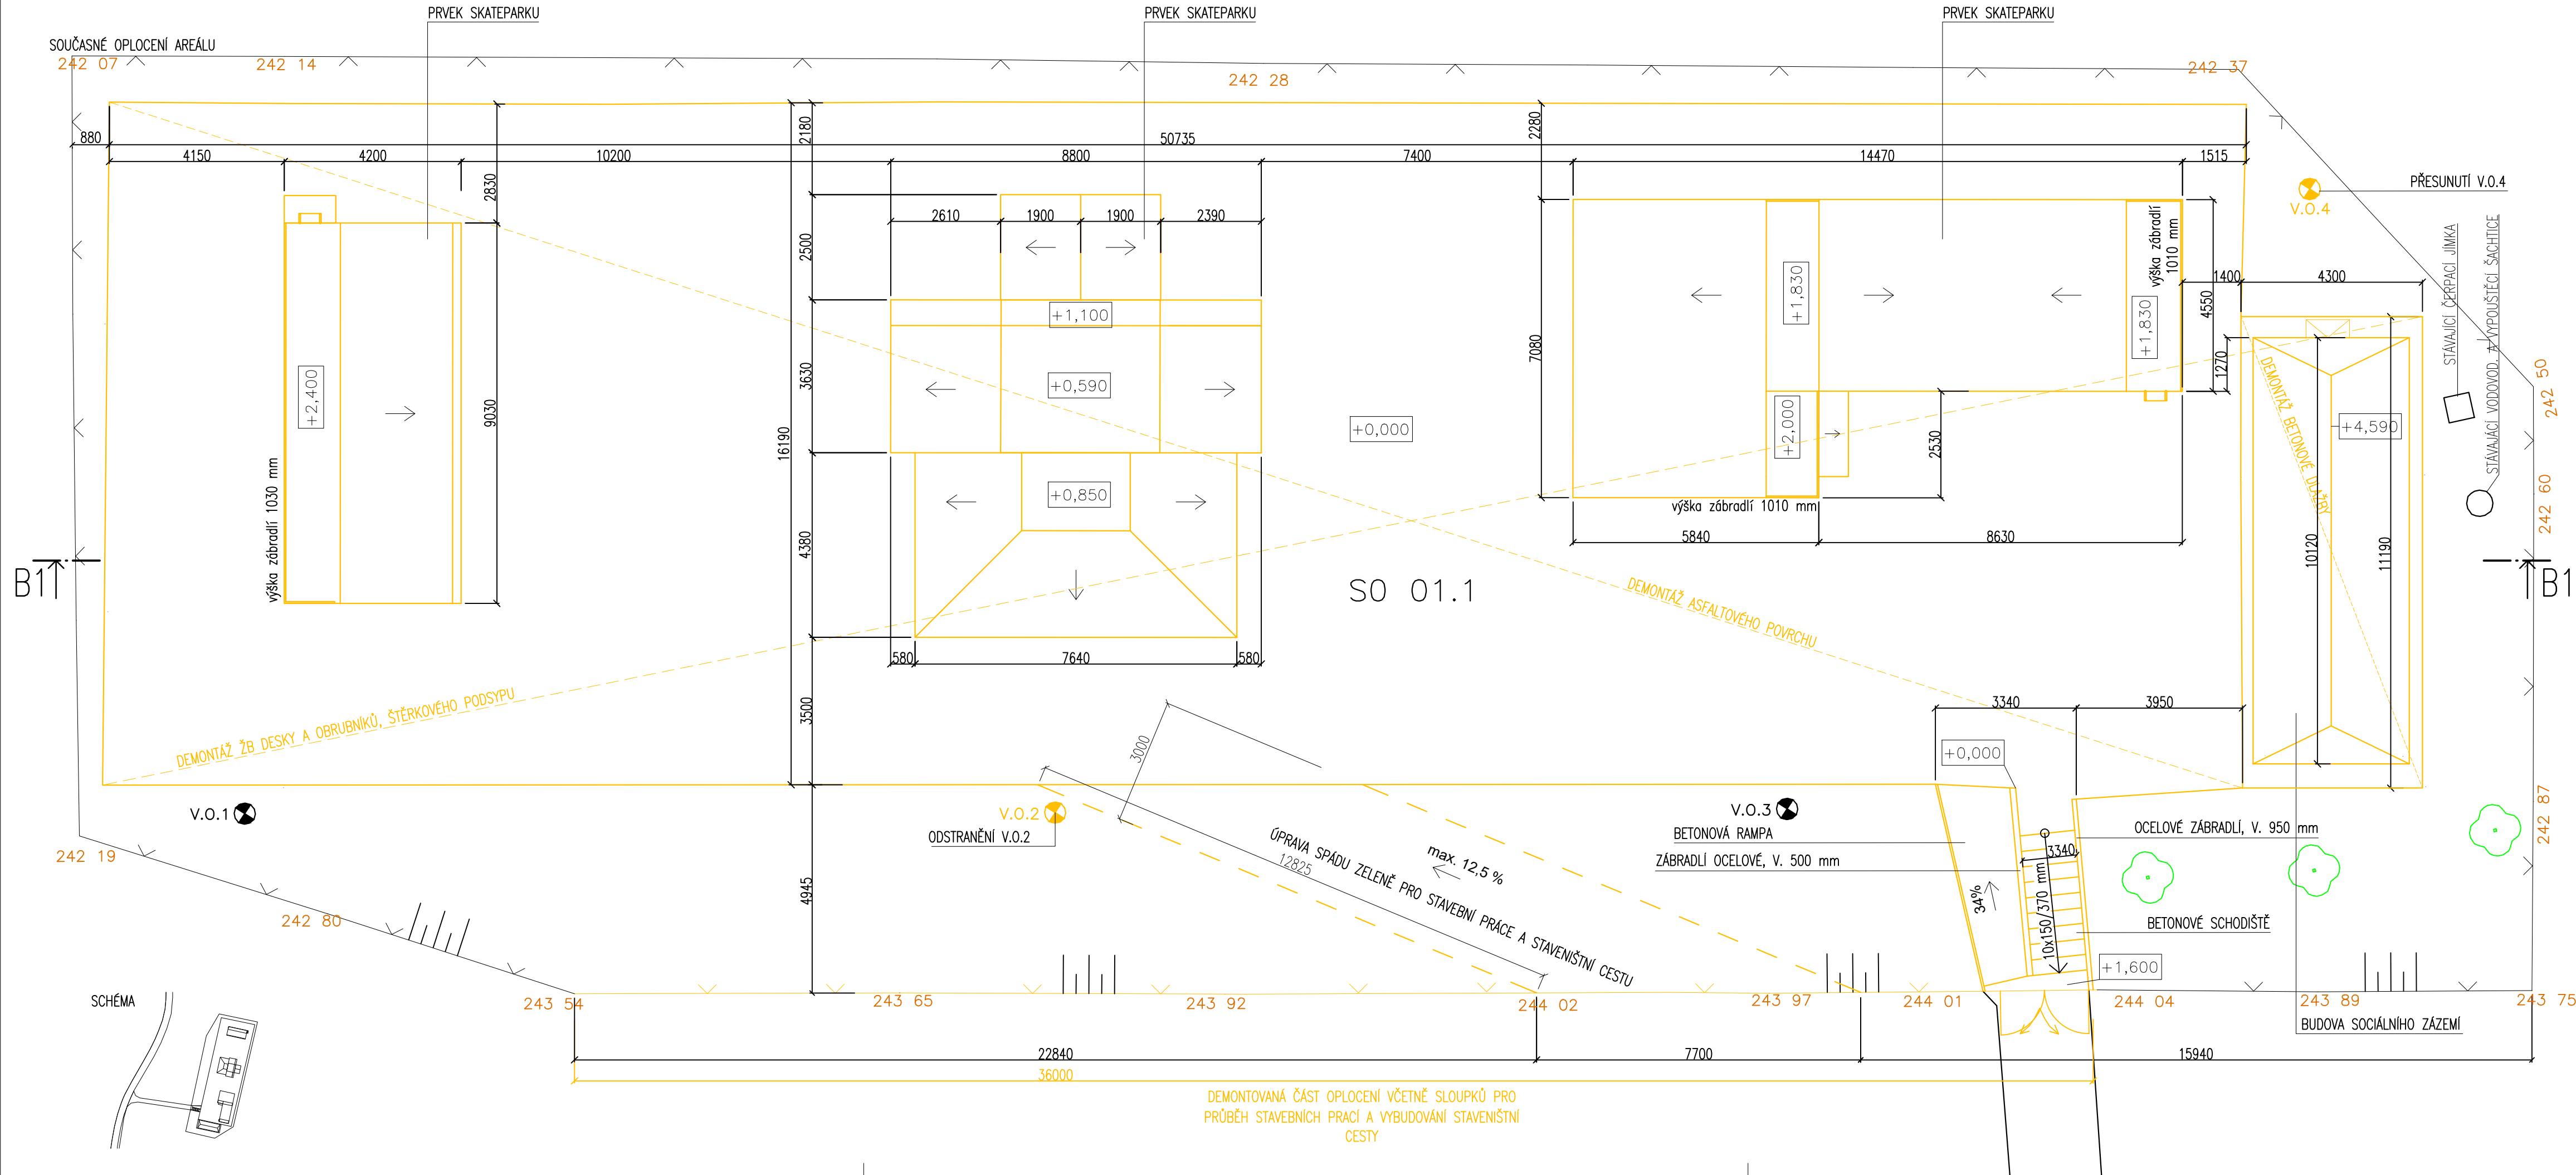 PRVEK SKATEPARKU
PRVEK SKATEPARKU
PRVEK SKATEPARKU
SOUČASNÉ OPLOCENÍ AREÁLU
242 07
242 14
242 28
242 37
880
50735
4150
4200
10200
8800
7400
14470
1515
2830
2180
2280
PŘESUNUTÍ V.O.4
V.O.4
2610
1900
1900
2390
2500
výška zábradlí
1010 mm
STÁVAJÍCÍ ČERPACÍ JÍMKA
STÁVAJÁCÍ VODOVOD. A VYPOUŠTĚCÍ ŠACHTICE
1400
4300
+1,100
+1,830
+1,830
4550
7080
1270
3630
+0,590
+2,400
9030
16190
+0,000
+2,000
2530
DEMONTÁŽ BETONOVÉ DLAŽBY
+4,590
242 50
242 60
výška zábradlí 1030 mm
+0,850
4380
výška zábradlí 1010 mm
5840
8630
10120
11190
B1
B1
SO 01.1
DEMONTÁŽ ASFALTOVÉHO POVRCHU
580
7640
580
DEMONTÁŽ ŽB DESKY A OBRUBNÍKŮ, ŠTĚRKOVÉHO PODSYPU
3500
3000
3340
3950
+0,000
V.O.1
V.O.2
ODSTRANĚNÍ V.O.2
V.O.3
BETONOVÁ RAMPA
ZÁBRADLÍ OCELOVÉ, V. 500 mm
OCELOVÉ ZÁBRADLÍ, V. 950 mm
3340
242 87
242 19
ÚPRAVA SPÁDU ZELENĚ PRO STAVEBNÍ PRÁCE A STAVENIŠTNÍ CESTU
12825
max. 12,5 %
4945
34%
10x150/370 mm
BETONOVÉ SCHODIŠTĚ
242 80
+1,600
SCHÉMA
243 54
243 65
243 92
244 02
243 97
244 01
244 04
243 89
243 75
BUDOVA SOCIÁLNÍHO ZÁZEMÍ
22840
7700
15940
36000
DEMONTOVANÁ ČÁST OPLOCENÍ VČETNĚ SLOUPKŮ PRO
PRŮBĚH STAVEBNÍCH PRACÍ A VYBUDOVÁNÍ STAVENIŠTNÍ
CESTY